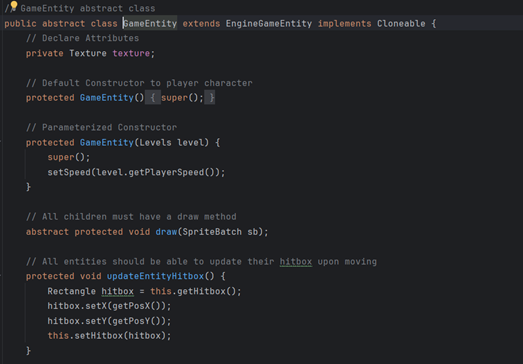 // GameEntity abstract class
public abstract class GameEntity extends EngineGameEntity implements Cloneable {
// Declare Attributes
private Texture texture;
// Default Constructor to player character
protected GameEntity() { super(); }
// Parameterized Constructor
protected GameEntity(Levels level) {
super();
setSpeed(level.getPlayerSpeed());
}
// All children must have a draw method
abstract protected void draw(SpriteBatch sb);
// All entities should be able to update their hitbox upon moving
protected void updateEntityHitbox() {
Rectangle hitbox = this.getHitbox();
hitbox.setX(getPosX());
hitbox.setY(getPosY());
this.setHitbox(hitbox);
}